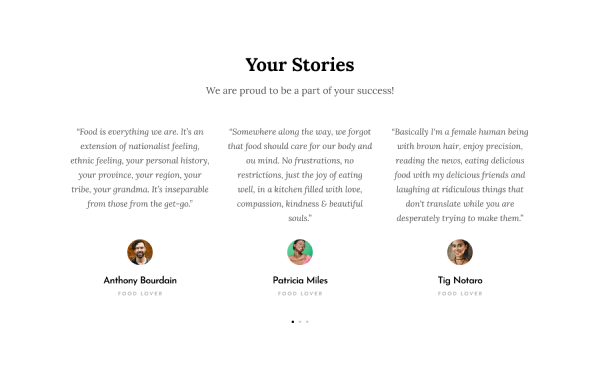 Your Stories
We are proud to be a part of your success!
“Food is everything we are. It's an
extension of nationalist feeling,
ethnic feeling, your personal history,
your province, your region, your
tribe, your grandma. It's inseparable
from those from the get-go.”
Anthony Bourdain
FOOD LOVER
“Somewhere along the way, we forgot
that food should care for our body and
ou mind. No frustrations, no
restrictions, just the joy of eating
well, in a kitchen filled with love,
compassion, kindness & beautiful
souls.”
Patricia Miles
FOOD LOVER
“Basically I'm a female human being
with brown hair, enjoy precision,
reading the news, eating delicious
food with my delicious friends and
laughing at ridiculous things that
don't translate while you are
desperately trying to make them.”
Tig Notaro
FOOD LOVER